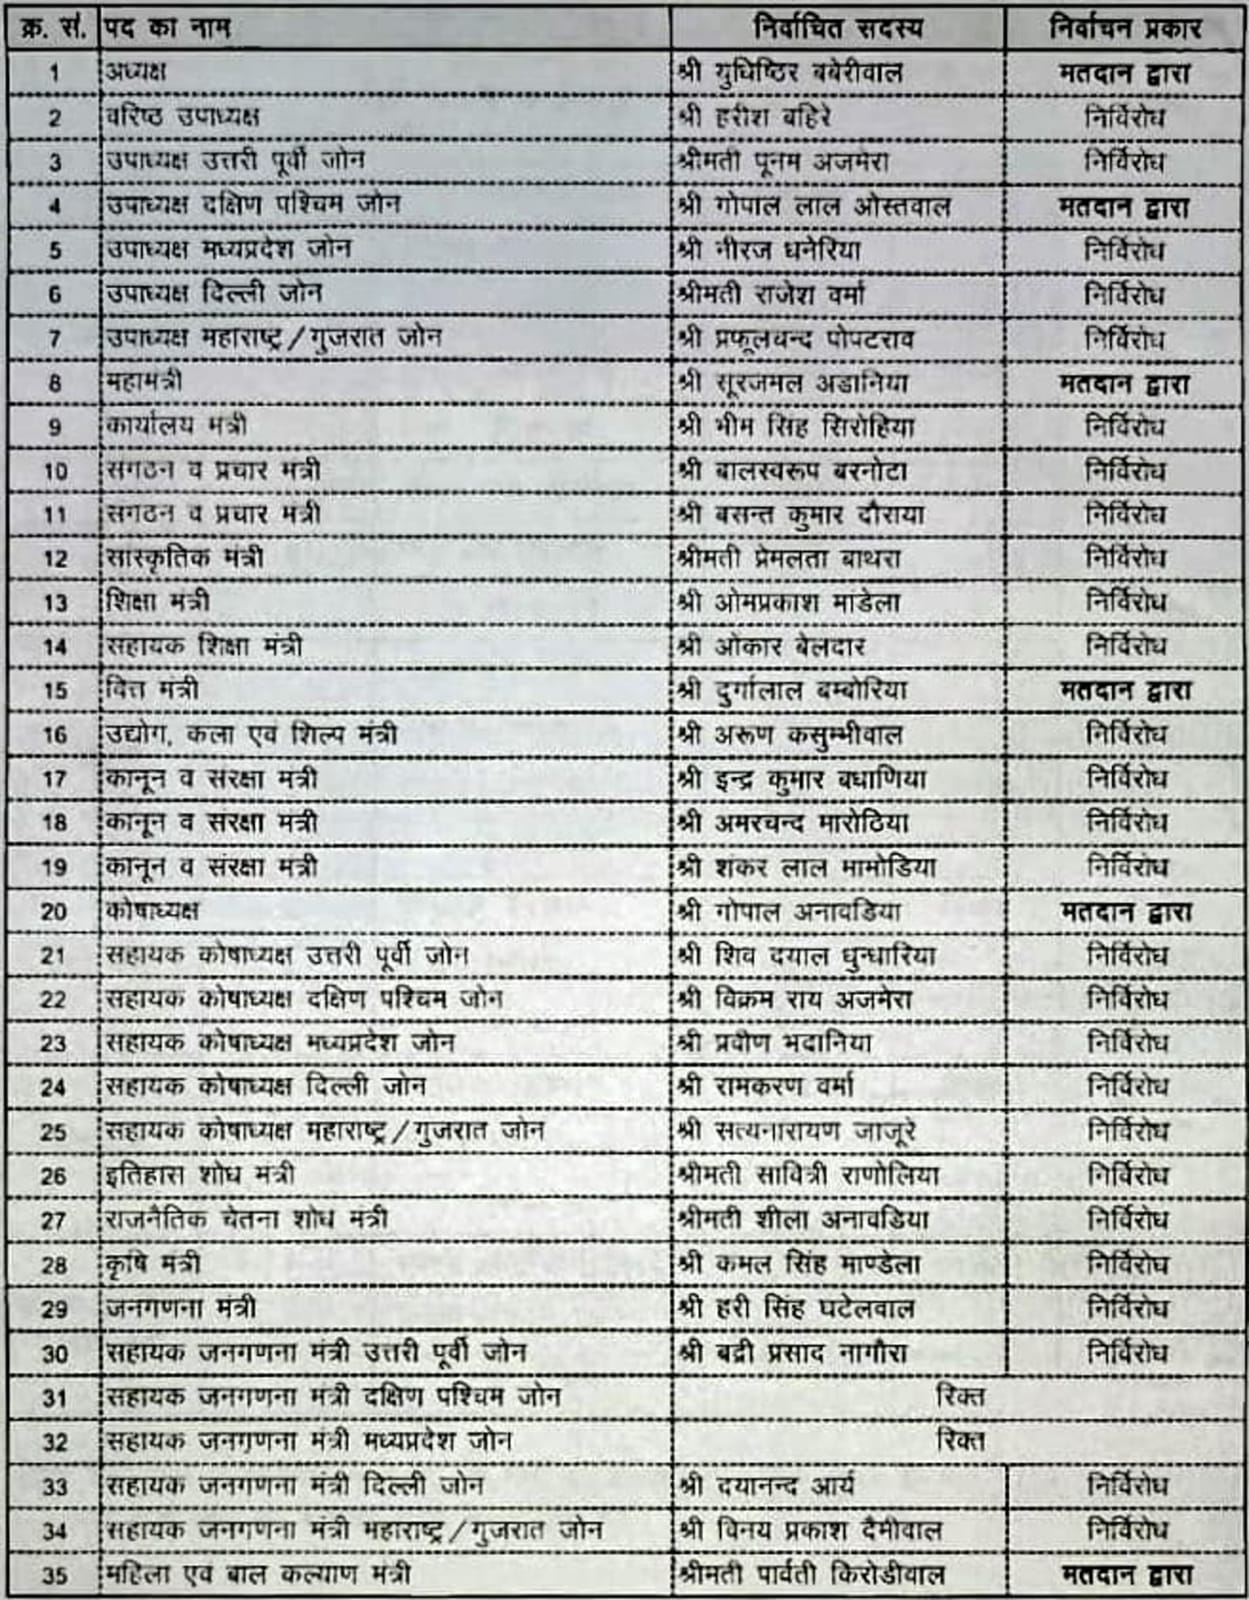 क्र. सं. पद का नाम निर्वाचित सदस्य निर्वाचन प्रकार
1 अध्यक्ष श्री युधिष्ठिर बबेरीवाल मतदान द्वारा
2 वरिष्ठ उपाध्यक्ष श्री हरीश बहिरे निर्विरोध
3 उपाध्यक्ष उत्तरी पूर्वी जोन श्रीमती पूनम अजमेरा निर्विरोध
4 उपाध्यक्ष दक्षिण पश्चिम जोन श्री गोपाल लाल ओस्तवाल मतदान द्वारा
5 उपाध्यक्ष मध्यप्रदेश जोन श्री नीरज धनेरिया निर्विरोध
6 उपाध्यक्ष दिल्ली जोन श्रीमती राजेश वर्मा निर्विरोध
7 उपाध्यक्ष महाराष्ट्र/गुजरात जोन श्री प्रफूलचन्द पोपटराव निर्विरोध
8 महामंत्री श्री सूरजमल अडानिया मतदान द्वारा
9 कार्यालय मंत्री श्री भीम सिंह सिरोहिया निर्विरोध
10 संगठन व प्रचार मंत्री श्री बालस्वरूप बरनोटा निर्विरोध
11 संगठन व प्रचार मंत्री श्री बसन्त कुमार दौराया निर्विरोध
12 सांस्कृतिक मंत्री श्रीमती प्रेमलता बाथरा निर्विरोध
13 शिक्षा मंत्री श्री ओमप्रकाश मांडेला निर्विरोध
14 सहायक शिक्षा मंत्री श्री ओंकार बेलदार निर्विरोध
15 वित्त मंत्री श्री दुर्गालाल बम्बोरिया मतदान द्वारा
16 उद्योग, कला एवं शिल्प मंत्री श्री अरूण कसुम्भीवाल निर्विरोध
17 कानून व संरक्षा मंत्री श्री इन्द्र कुमार बधाणिया निर्विरोध
18 कानून व संरक्षा मंत्री श्री अमरचन्द मारोठिया निर्विरोध
19 कानून व संरक्षा मंत्री श्री शंकर लाल मामोडिया निर्विरोध
20 कोषाध्यक्ष श्री गोपाल अनावडिया मतदान द्वारा
21 सहायक कोषाध्यक्ष उत्तरी पूर्वी जोन श्री शिव दयाल धुन्धारिया निर्विरोध
22 सहायक कोषाध्यक्ष दक्षिण पश्चिम जोन श्री विक्रम राय अजमेरा निर्विरोध
23 सहायक कोषाध्यक्ष मध्यप्रदेश जोन श्री प्रवीण भदानिया निर्विरोध
24 सहायक कोषाध्यक्ष दिल्ली जोन श्री रामकरण वर्मा निर्विरोध
25 सहायक कोषाध्यक्ष महाराष्ट्र/गुजरात जोन श्री सत्यनारायण जाजूरे निर्विरोध
26 इतिहास शोध मंत्री श्रीमती सावित्री राणोलिया निर्विरोध
27 राजनैतिक चेतना शोध मंत्री श्रीमती शीला अनावडिया निर्विरोध
28 कृषि मंत्री श्री कमल सिंह माण्डेला निर्विरोध
29 जनगणना मंत्री श्री हरी सिंह घटेलवाल निर्विरोध
30 सहायक जनगणना मंत्री उत्तरी पूर्वी जोन श्री बद्री प्रसाद नागौरा निर्विरोध
31 सहायक जनगणना मंत्री दक्षिण पश्चिम जोन रिक्त
32 सहायक जनगणना मंत्री मध्यप्रदेश जोन रिक्त
33 सहायक जनगणना मंत्री दिल्ली जोन श्री दयानन्द आर्य निर्विरोध
34 सहायक जनगणना मंत्री महाराष्ट्र/गुजरात जोन श्री विनय प्रकाश दैमीवाल निर्विरोध
35 महिला एवं बाल कल्याण मंत्री श्रीमती पार्वती किरोडीवाल मतदान द्वारा